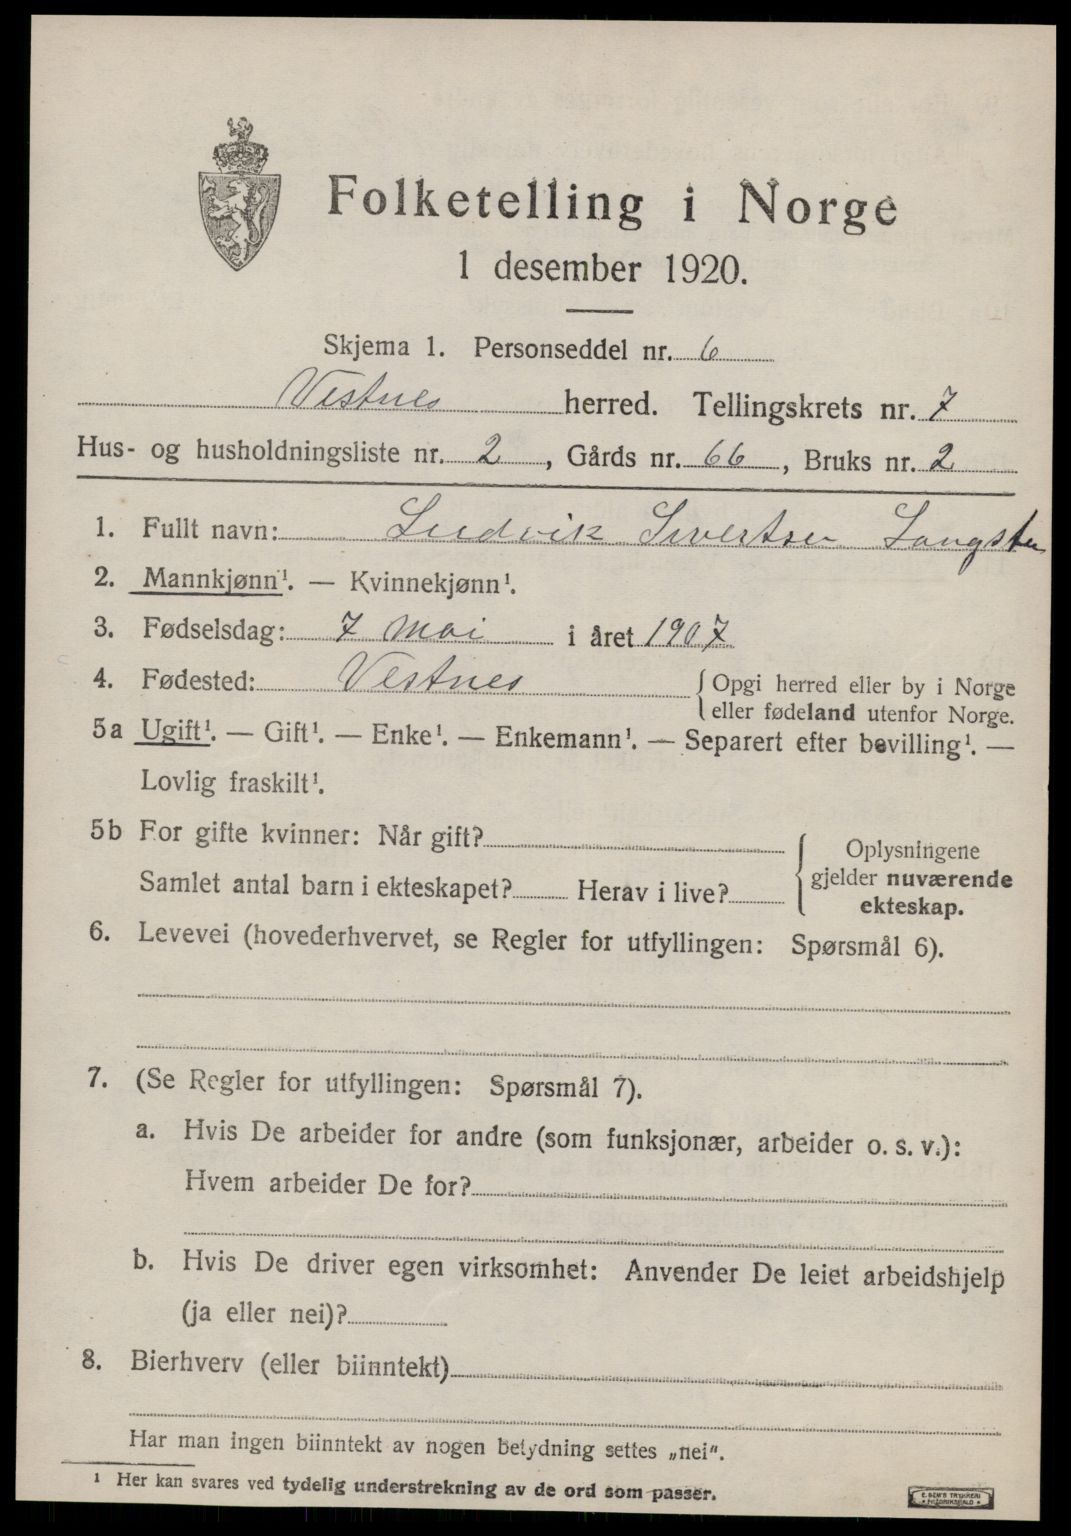 Folketelling i Norge
1 desember 1920.
Skjema 1. Personseddel nr. 6
Vestnes herred. Tellingskrets nr. 7
Hus- og husholdningsliste nr. 2, Gårds nr. 66, Bruks nr. 2
1. Fullt navn: Ludvik Sivertsen
2. Mannkjønn¹. — Kvinnekjønn¹.
3. Fødselsdag: 7 mai i året 1907
4. Fødested: Vestnes { Opgi herred eller by i Norge
eller fødeland utenfor Norge.
5a Ugift¹. — Gift¹. — Enke¹. — Enkemann¹. — Separert efter bevilling¹. —
Lovlig fraskilt¹.
5b For gifte kvinner: Når gift?
Samlet antal barn i ekteskapet? Herav i live?
{ Oplysningene
gjelder nuværende
ekteskap.
6. Levevei (hovederhvervet, se Regler for utfyllingen: Spørsmål 6).
7. (Se Regler for utfyllingen: Spørsmål 7).
a. Hvis De arbeider for andre (som funksjonær, arbeider o. s. v.):
Hvem arbeider De for?
b. Hvis De driver egen virksomhet: Anvender De leiet arbeidshjelp
(ja eller nei)?
8. Bierhverv (eller biinntekt)
Har man ingen biinntekt av nogen betydning settes „nei".
¹ Her kan svares ved tydelig understrekning av de ord som passer.
E. SEM'S TRYKKERI
FREDRIKSHALD